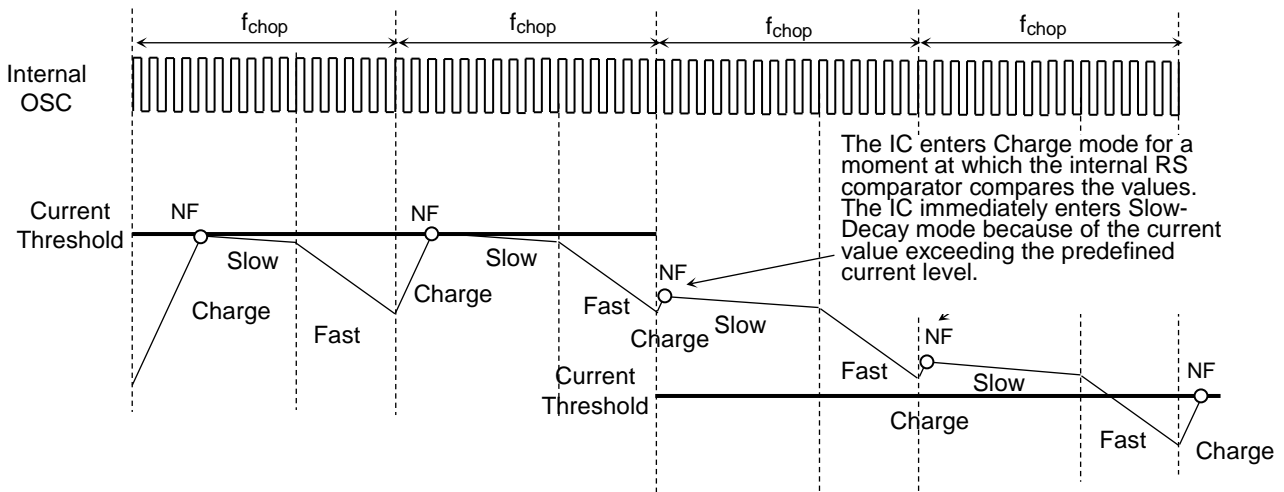 fchop
fchop
fchop
fchop
Internal
OSC
The IC enters Charge mode for a
moment at which the internal RS
comparator compares the values.
The IC immediately enters Slow-
Decay mode because of the current
value exceeding the predefined
current level.
Current
Threshold
NF
Slow
Charge
Fast
NF
Slow
Charge
Fast
NF
Charge
Slow
Fast
NF
Slow
Current
Threshold
Charge
Fast
NF
Charge